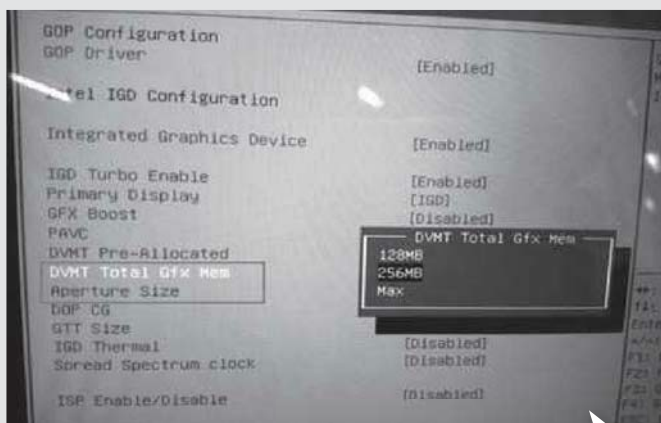 GOP Configuration
GOP Driver [Enabled]
Intel IGD Configuration
Integrated Graphics Device [Enabled]
IGD Turbo Enable [Enabled]
Primary Display [IGD]
GFX Boost [Disabled]
PAVC
DVMT Pre-Allocated
DVMT Total Gfx Mem
Aperture Size
DOP CG
GTT Size
IGD Thermal [Disabled]
Spread Spectrum clock [Disabled]
ISP Enable/Disable [Disabled]
DVMT Total Gfx Mem
128MB
256MB
Max